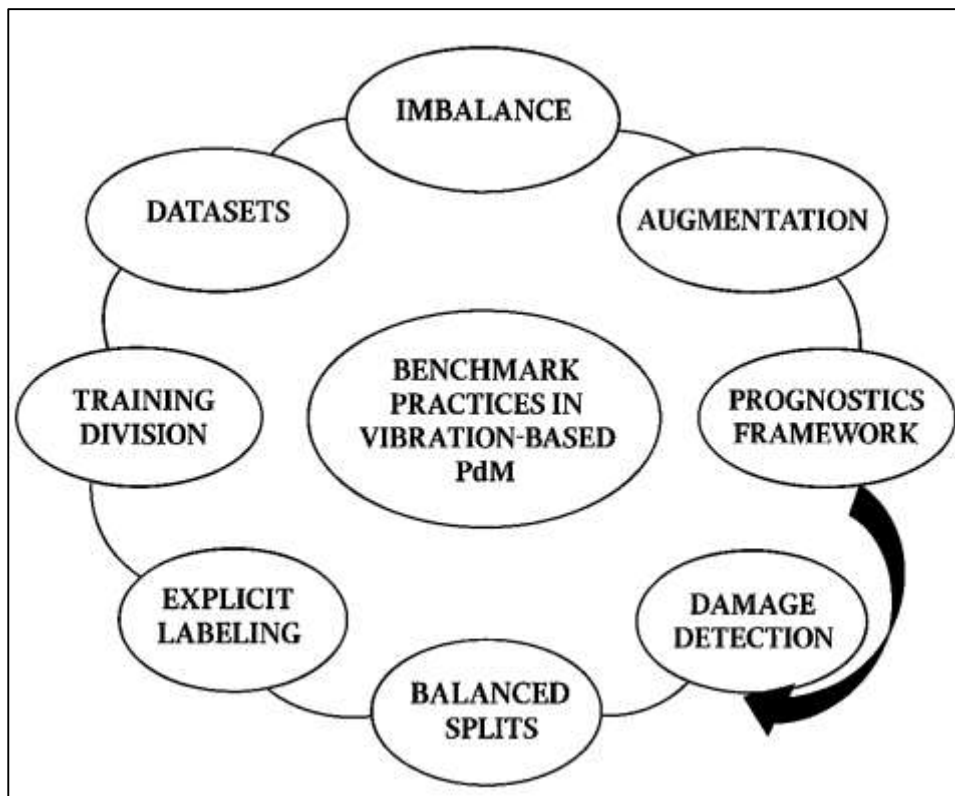 IMBALANCE
DATASETS
AUGMENTATION
TRAINING
DIVISION
BENCHMARK
PRACTICES IN
VIBRATION-BASED
PdM
PROGNOSTICS
FRAMEWORK
EXPLICIT
LABELING
DAMAGE
DETECTION
BALANCED
SPLITS